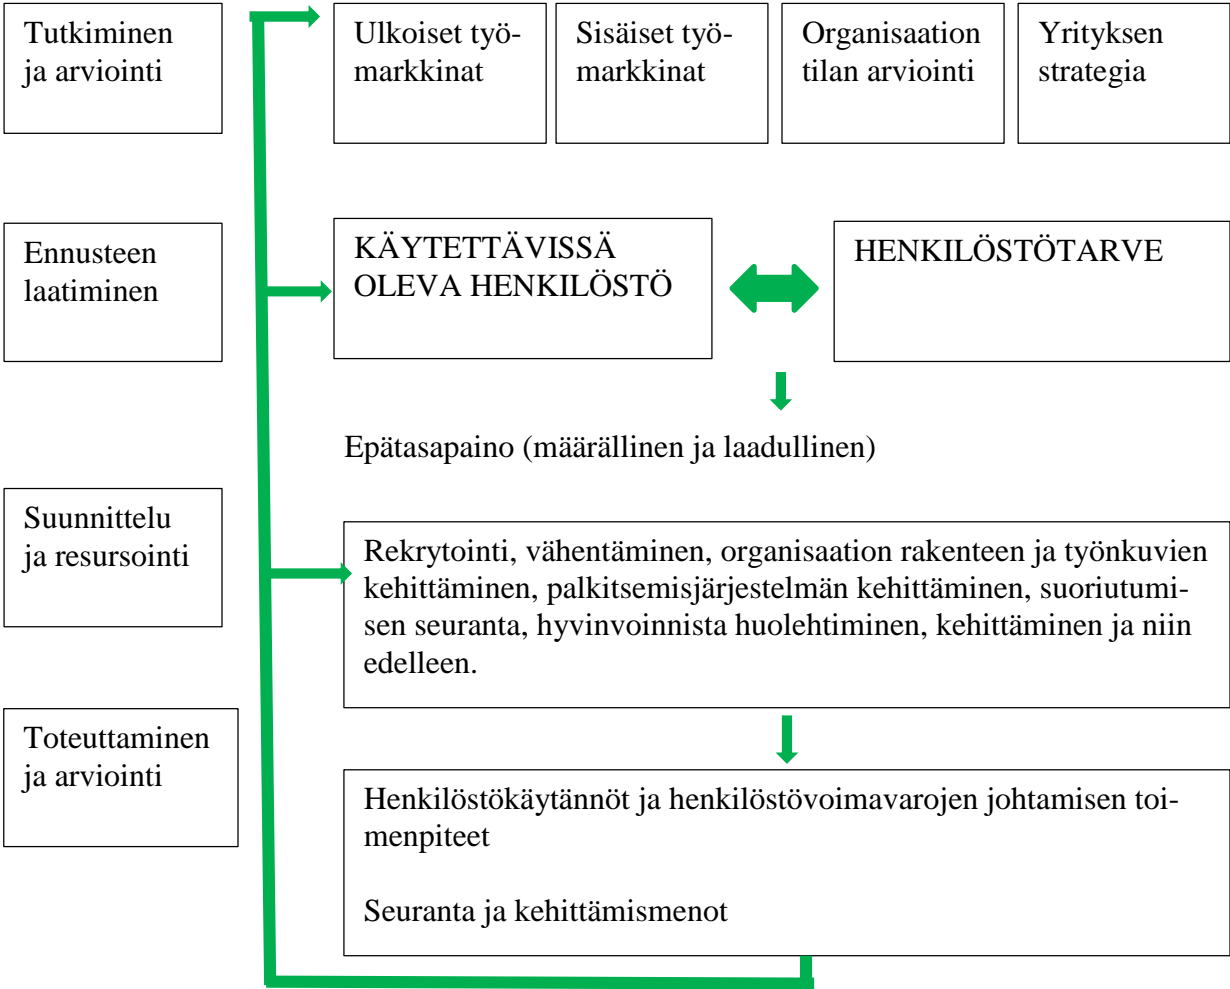 Tutkiminen
ja arviointi
Ulkoiset työ-
markkinat
Sisäiset työ-
markkinat
Organisaation
tilan arviointi
Yrityksen
strategia
Ennusteen
laatiminen
KÄYTETTÄVISSÄ
OLEVA HENKILÖSTÖ
HENKILÖSTÖTARVE
Epätasapaino (määrällinen ja laadullinen)
Suunnittelu
ja resursointi
Rekrytointi, vähentäminen, organisaation rakenteen ja työnkuvien
kehittäminen, palkitsemisjärjestelmän kehittäminen, suoriutumi-
sen seuranta, hyvinvoinnista huolehtiminen, kehittäminen ja niin
edelleen.
Toteuttaminen
ja arviointi
Henkilöstökäytännöt ja henkilöstövoimavarojen johtamisen toi-
menpiteet
Seuranta ja kehittämismenot